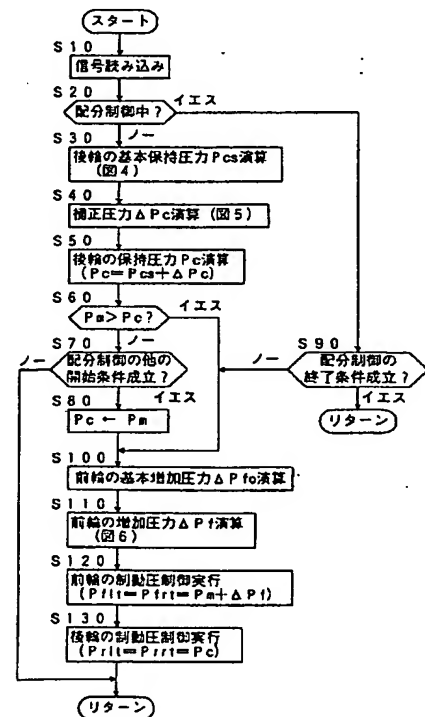 スタート
S10
信号読み込み
S20
配分制御中?
イエス
ノー
S30
後輪の基本保持圧力Pcs演算
(図4)
S40
補正圧力ΔPc演算 (図5)
S50
後輪の保持圧力Pc演算
(Pc=Pcs+ΔPc)
S60
Pm>Pc?
イエス
ノー
S70
配分制御の他の
開始条件成立?
ノー
イエス
S80
Pc ← Pm
S90
配分制御の
終了条件成立?
ノー
イエス
リターン
S100
前輪の基本増加圧力ΔPfo演算
S110
前輪の増加圧力ΔPf演算
(図6)
S120
前輪の制動圧制御実行
(Pflt=Pfrt=Pm+ΔPf)
S130
後輪の制動圧制御実行
(Prlt=Prrt=Pc)
リターン